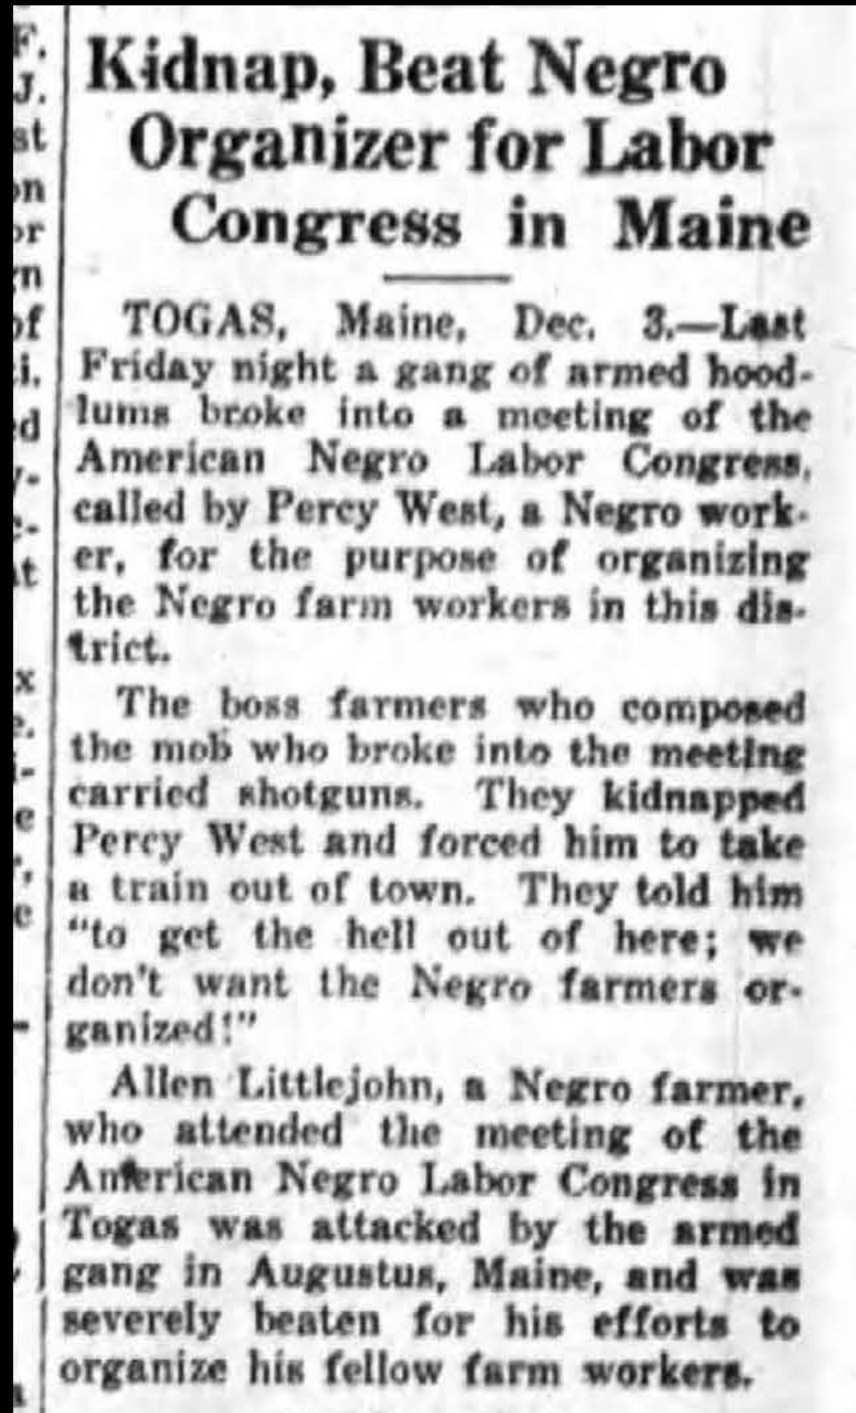 Kidnap, Beat Negro
Organizer for Labor
Congress in Maine
TOGAS, Maine, Dec. 3.—Last
Friday night a gang of armed hood-
lums broke into a meeting of the
American Negro Labor Congress,
called by Percy West, a Negro work-
er, for the purpose of organizing
the Negro farm workers in this dis-
trict.
The boss farmers who composed
the mob who broke into the meeting
carried shotguns. They kidnapped
Percy West and forced him to take
a train out of town. They told him
"to get the hell out of here; we
don't want the Negro farmers or-
ganized!"
Allen Littlejohn, a Negro farmer,
who attended the meeting of the
American Negro Labor Congress in
Togas was attacked by the armed
gang in Augustus, Maine, and was
severely beaten for his efforts to
organize his fellow farm workers.